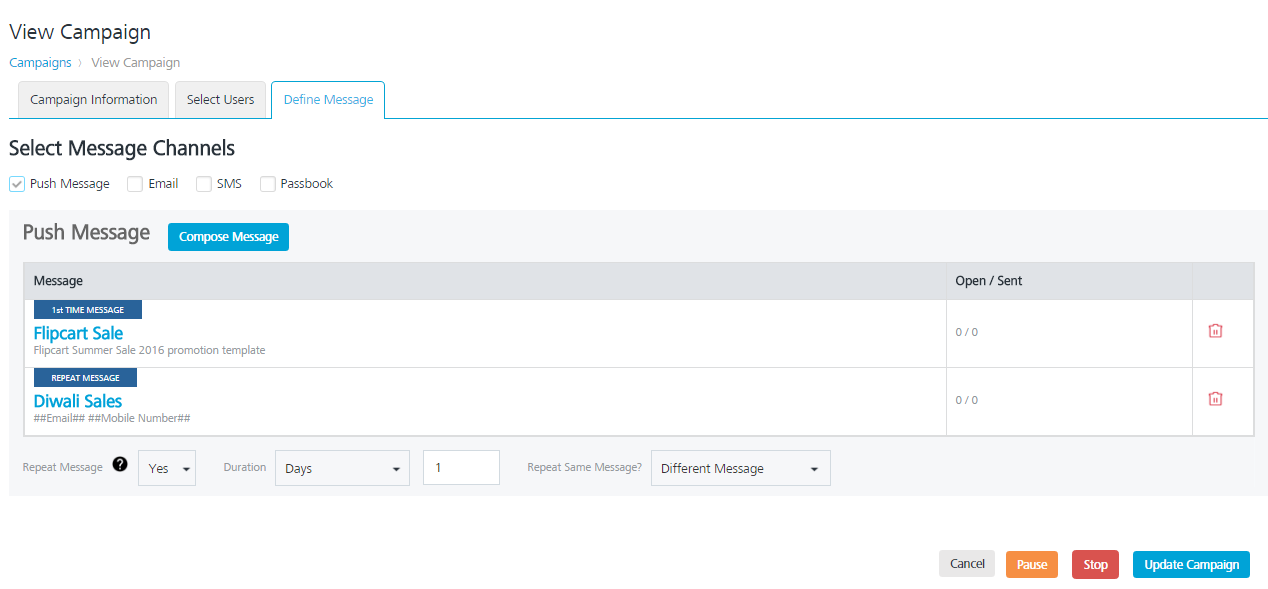 View Campaign
Campaigns 〉 View Campaign
Campaign Information Select Users Define Message
Select Message Channels
Push Message Email SMS Passbook
Push Message Compose Message
Message Open / Sent
1st TIME MESSAGE
Flipcart Sale
Flipcart Summer Sale 2016 promotion template
0 / 0
REPEAT MESSAGE
Diwali Sales
##Email## ##Mobile Number##
0 / 0
Repeat Message ? Yes Duration Days 1 Repeat Same Message? Different Message
Cancel Pause Stop Update Campaign